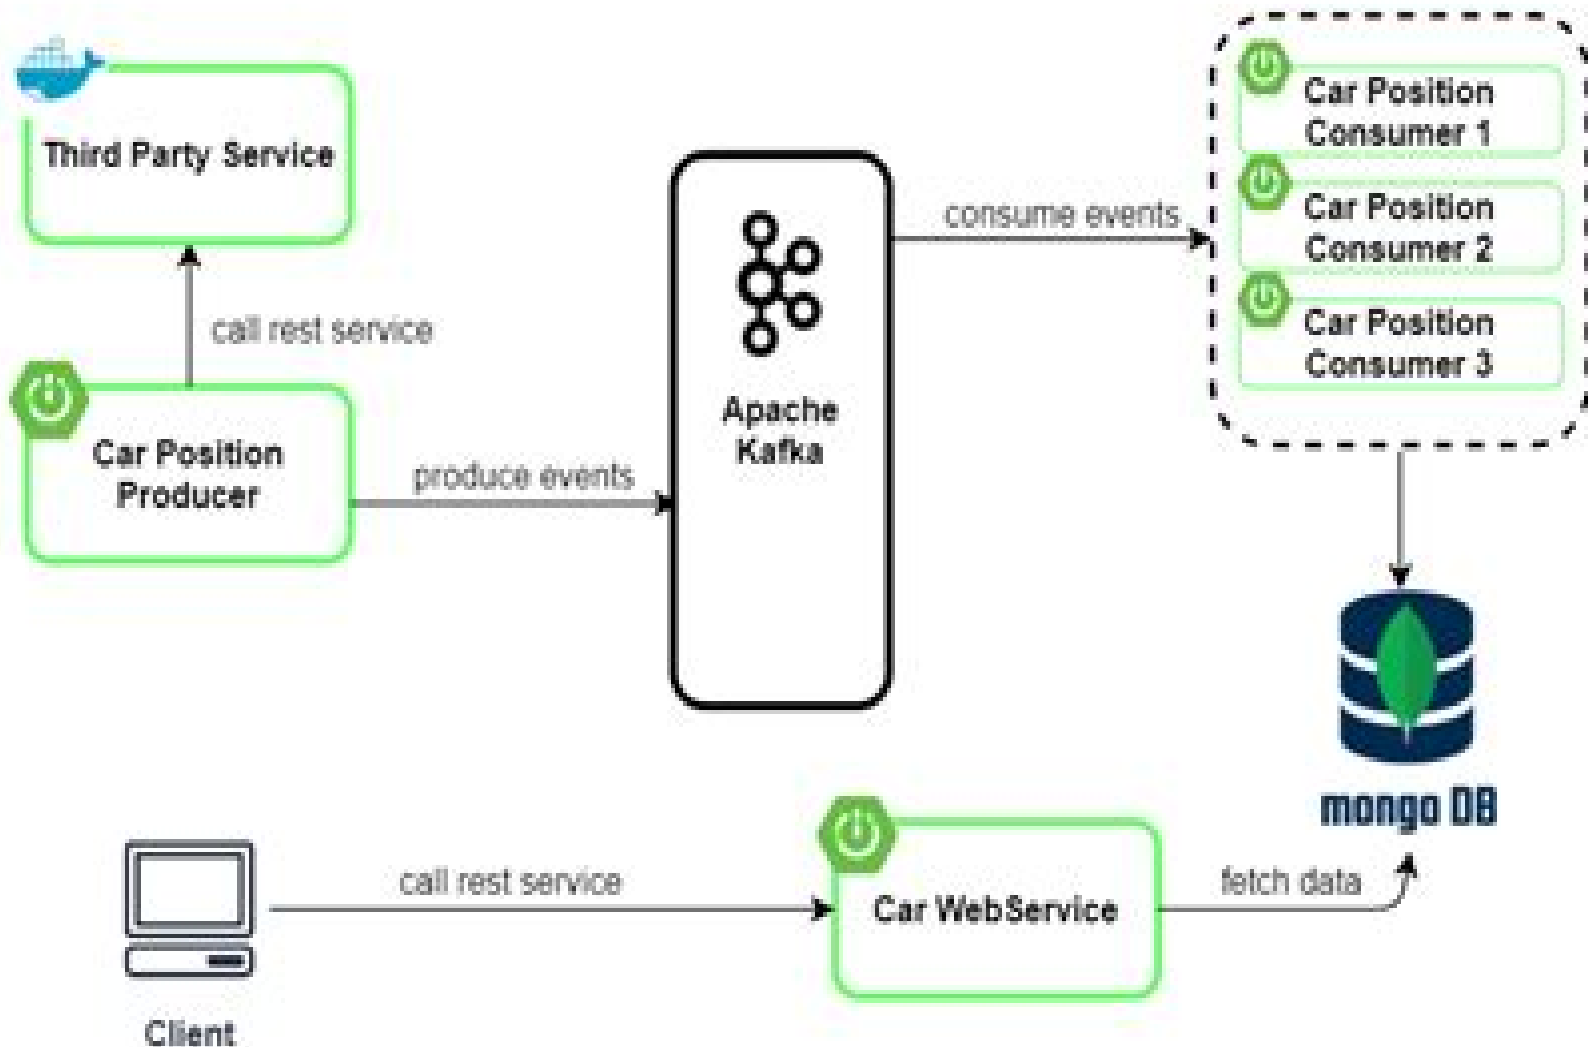 Third Party Service
call rest service
Car Position
Producer
produce events
Apache
Kafka
consume events
Car Position
Consumer 1
Car Position
Consumer 2
Car Position
Consumer 3
mongo DB
Client
call rest service
Car WebService
fetch data